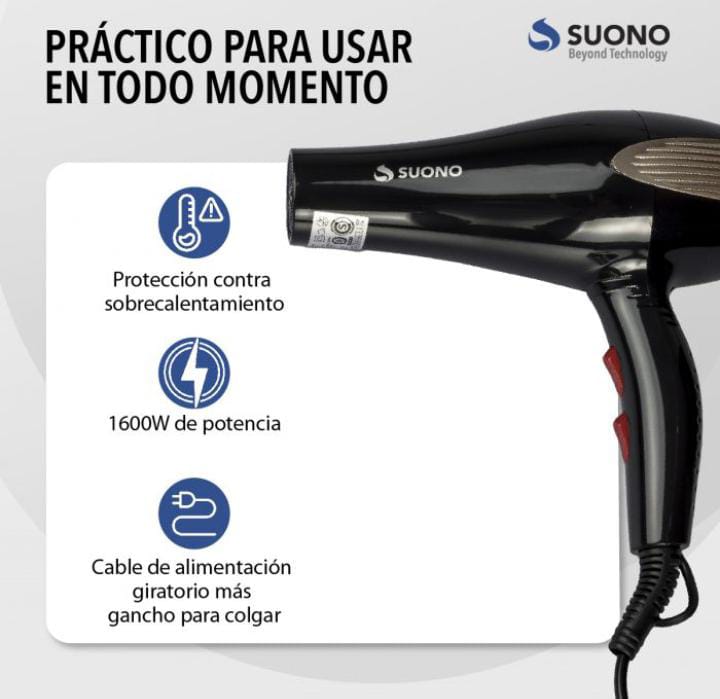 PRÁCTICO PARA USAR
EN TODO MOMENTO
SUONO
Beyond Technology
SUONO
Protección contra
sobrecalentamiento
1600W de potencia
Cable de alimentación
giratorio más
gancho para colgar